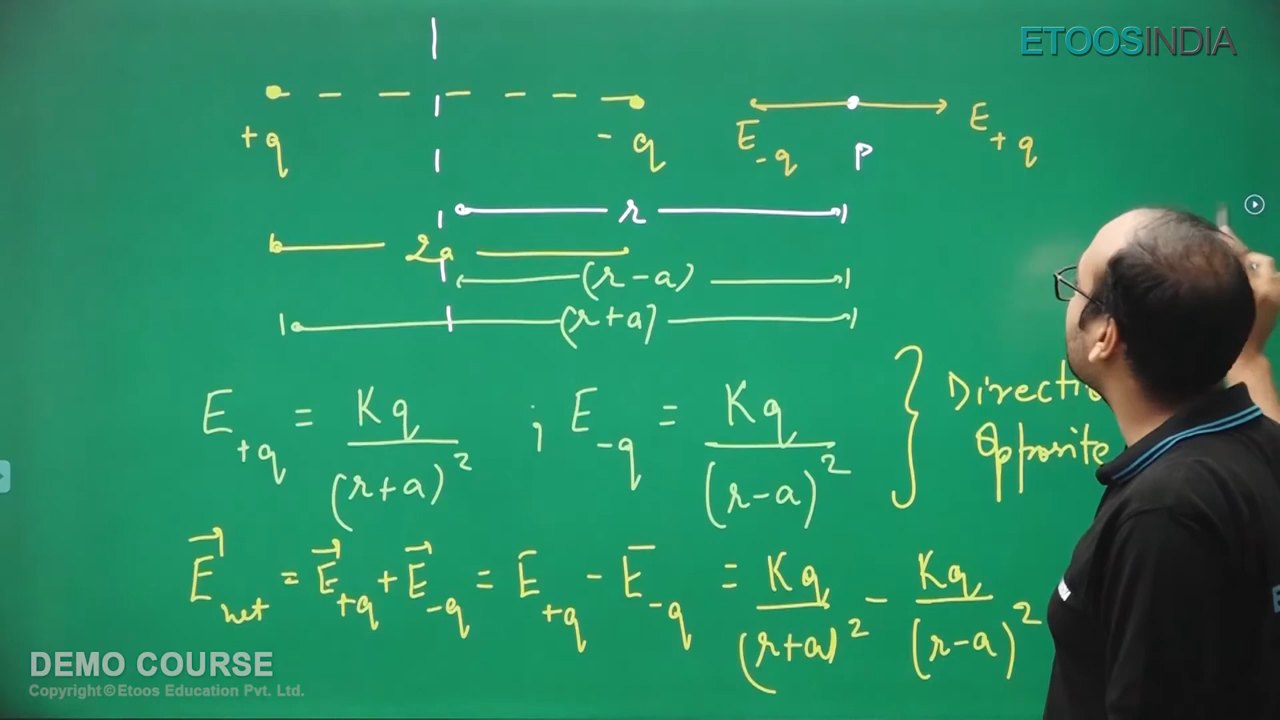 ETOOSINDIA
+q -q E-q P E+q
r
2a
(r-a)
(r+a)
E+q = Kq/(r+a)² ; E-q = Kq/(r-a)² } Directi
Opposite
E⃗net = E⃗+q + E⃗-q = E+q - E-q = Kq/(r+a)² - Kq/(r-a)²
DEMO COURSE
Copyright © Etoos Education Pvt. Ltd.